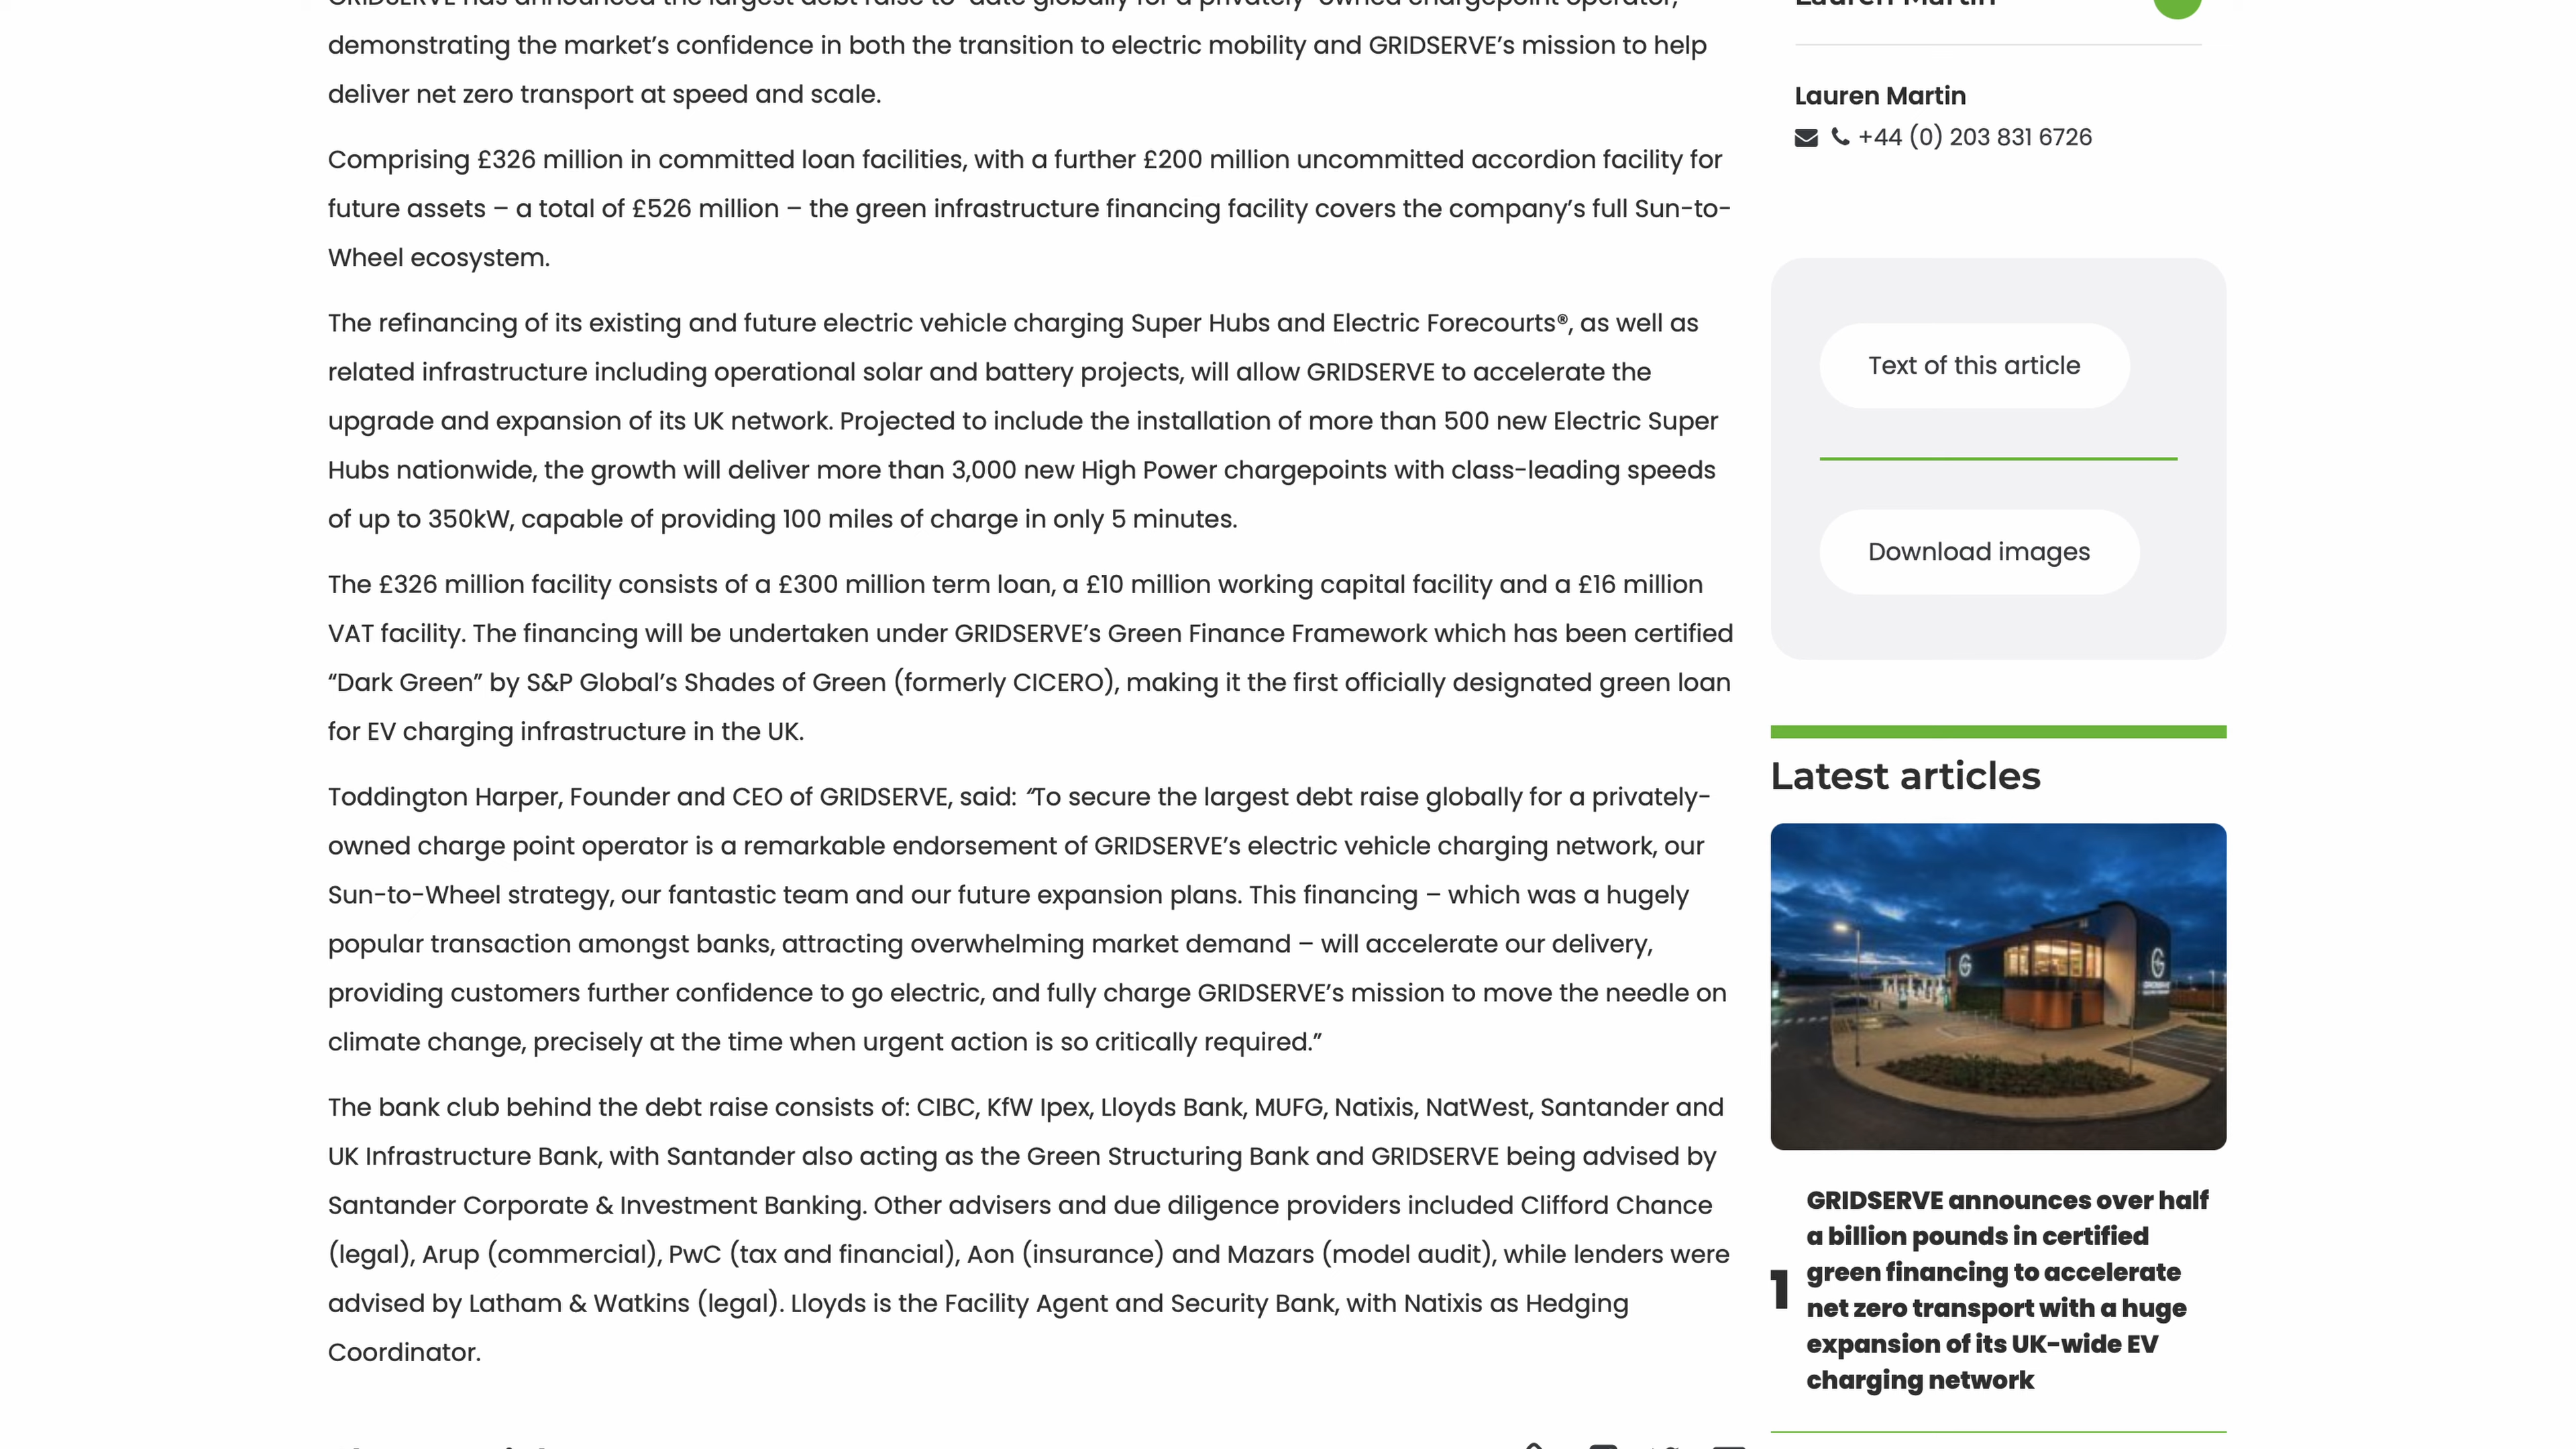 GRIDSERVE has announced the largest debt raise to-date globally for a privately-owned chargepoint operator,
demonstrating the market’s confidence in both the transition to electric mobility and GRIDSERVE’s mission to help
deliver net zero transport at speed and scale.
Comprising £326 million in committed loan facilities, with a further £200 million uncommitted accordion facility for
future assets – a total of £526 million – the green infrastructure financing facility covers the company’s full Sun-to-
Wheel ecosystem.
The refinancing of its existing and future electric vehicle charging Super Hubs and Electric Forecourts®, as well as
related infrastructure including operational solar and battery projects, will allow GRIDSERVE to accelerate the
upgrade and expansion of its UK network. Projected to include the installation of more than 500 new Electric Super
Hubs nationwide, the growth will deliver more than 3,000 new High Power chargepoints with class-leading speeds
of up to 350kW, capable of providing 100 miles of charge in only 5 minutes.
The £326 million facility consists of a £300 million term loan, a £10 million working capital facility and a £16 million
VAT facility. The financing will be undertaken under GRIDSERVE’s Green Finance Framework which has been certified
“Dark Green” by S&P Global’s Shades of Green (formerly CICERO), making it the first officially designated green loan
for EV charging infrastructure in the UK.
Toddington Harper, Founder and CEO of GRIDSERVE, said: “To secure the largest debt raise globally for a privately-
owned charge point operator is a remarkable endorsement of GRIDSERVE’s electric vehicle charging network, our
Sun-to-Wheel strategy, our fantastic team and our future expansion plans. This financing – which was a hugely
popular transaction amongst banks, attracting overwhelming market demand – will accelerate our delivery,
providing customers further confidence to go electric, and fully charge GRIDSERVE’s mission to move the needle on
climate change, precisely at the time when urgent action is so critically required.”
The bank club behind the debt raise consists of: CIBC, KfW Ipex, Lloyds Bank, MUFG, Natixis, NatWest, Santander and
UK Infrastructure Bank, with Santander also acting as the Green Structuring Bank and GRIDSERVE being advised by
Santander Corporate & Investment Banking. Other advisers and due diligence providers included Clifford Chance
(legal), Arup (commercial), PwC (tax and financial), Aon (insurance) and Mazars (model audit), while lenders were
advised by Latham & Watkins (legal). Lloyds is the Facility Agent and Security Bank, with Natixis as Hedging
Coordinator.
Lauren Martin
Lauren Martin
+44 (0) 203 831 6726
Text of this article
Download images
Latest articles
G
G
GRIDSERVE
1
GRIDSERVE announces over half
a billion pounds in certified
green financing to accelerate
net zero transport with a huge
expansion of its UK-wide EV
charging network